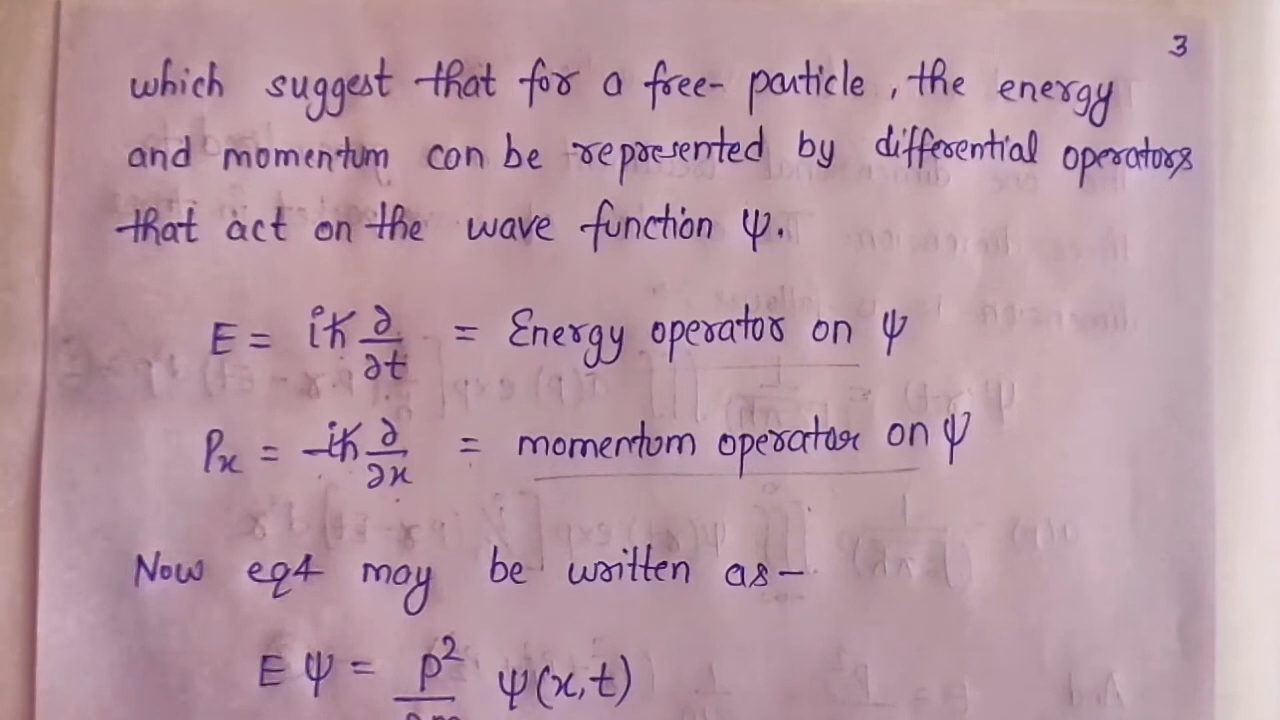 3
which suggest that for a free- particle, the energy
and momentum can be represented by differential operators
that act on the wave function ψ.
E = iℏ ∂/∂t = Energy operator on ψ
Px = -iℏ ∂/∂x = momentum operator on ψ
Now eq4 may be written as-
E ψ = p²/2m ψ(x,t)